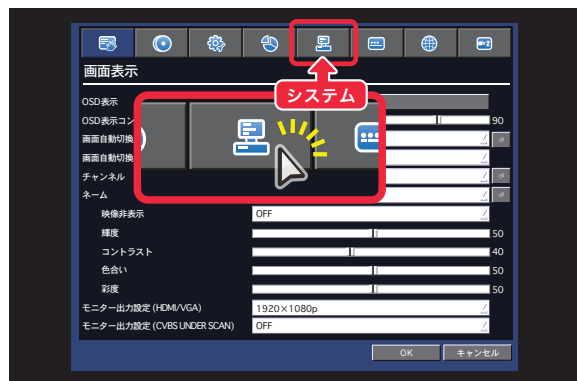 画面表示
システム
OSD表示
OSD表示コン
90
画面自動切換
画面自動切換
チャンネル
ネーム
映像非表示 OFF
輝度 50
コントラスト 40
色合い 50
彩度 50
モニター出力設定 (HDMI/VGA) 1920×1080p
モニター出力設定 (CVBS UNDER SCAN) OFF
OK キャンセル